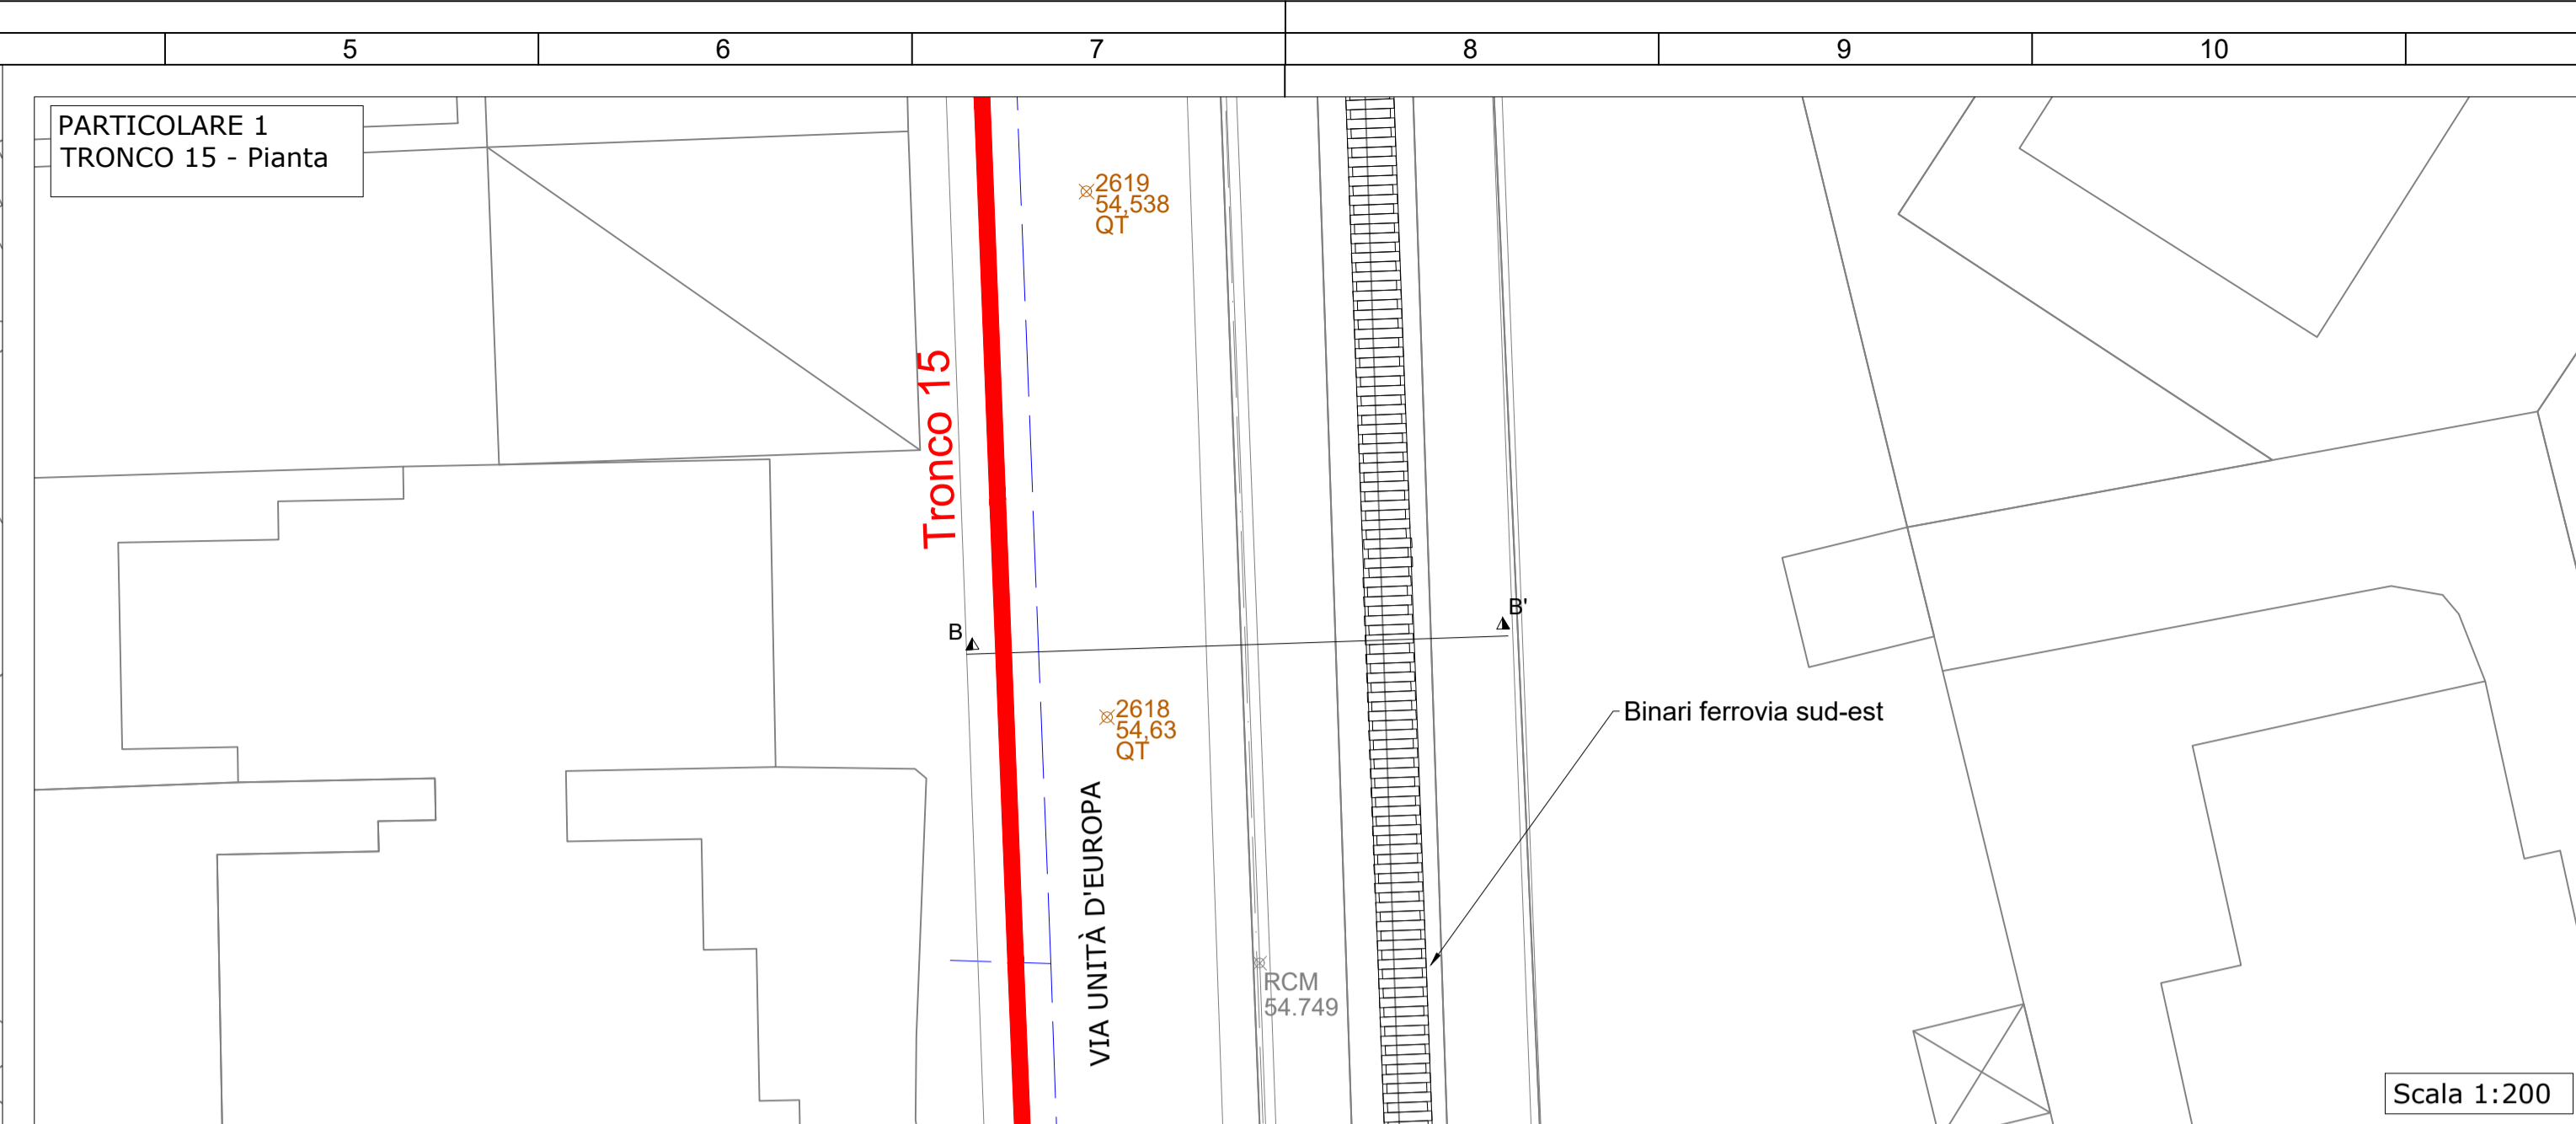 5
6
7
8
9
10
PARTICOLARE 1
TRONCO 15 - Pianta
2619
54,538
QT
Tronco 15
B
B'
2618
54,63
QT
Binari ferrovia sud-est
VIA UNITÀ D'EUROPA
RCM
54.749
Scala 1:200